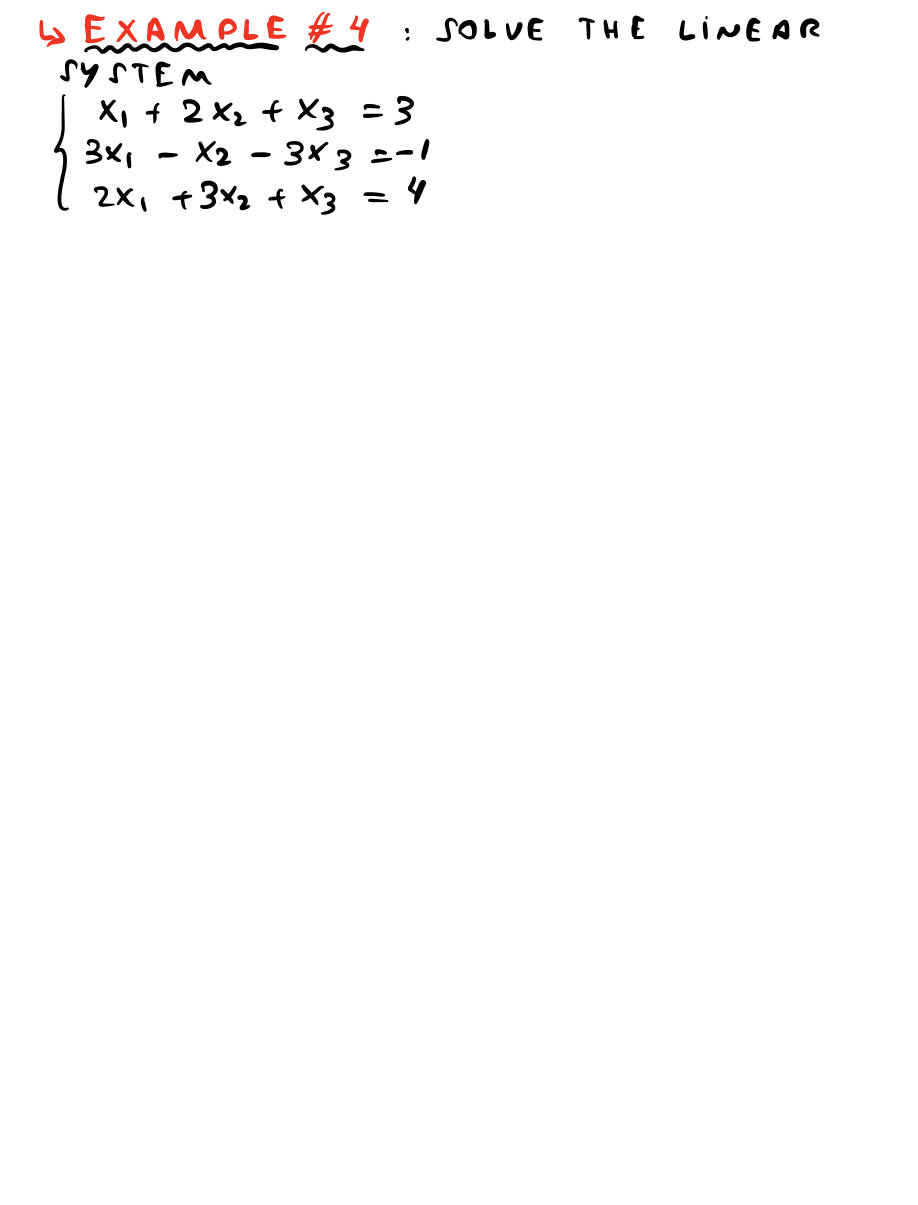 ↳ EXAMPLE # 4 : SOLVE THE LINEAR
SYSTEM
x₁ + 2x₂ + x₃ = 3
3x₁ - x₂ - 3x₃ = -1
2x₁ + 3x₂ + x₃ = 4